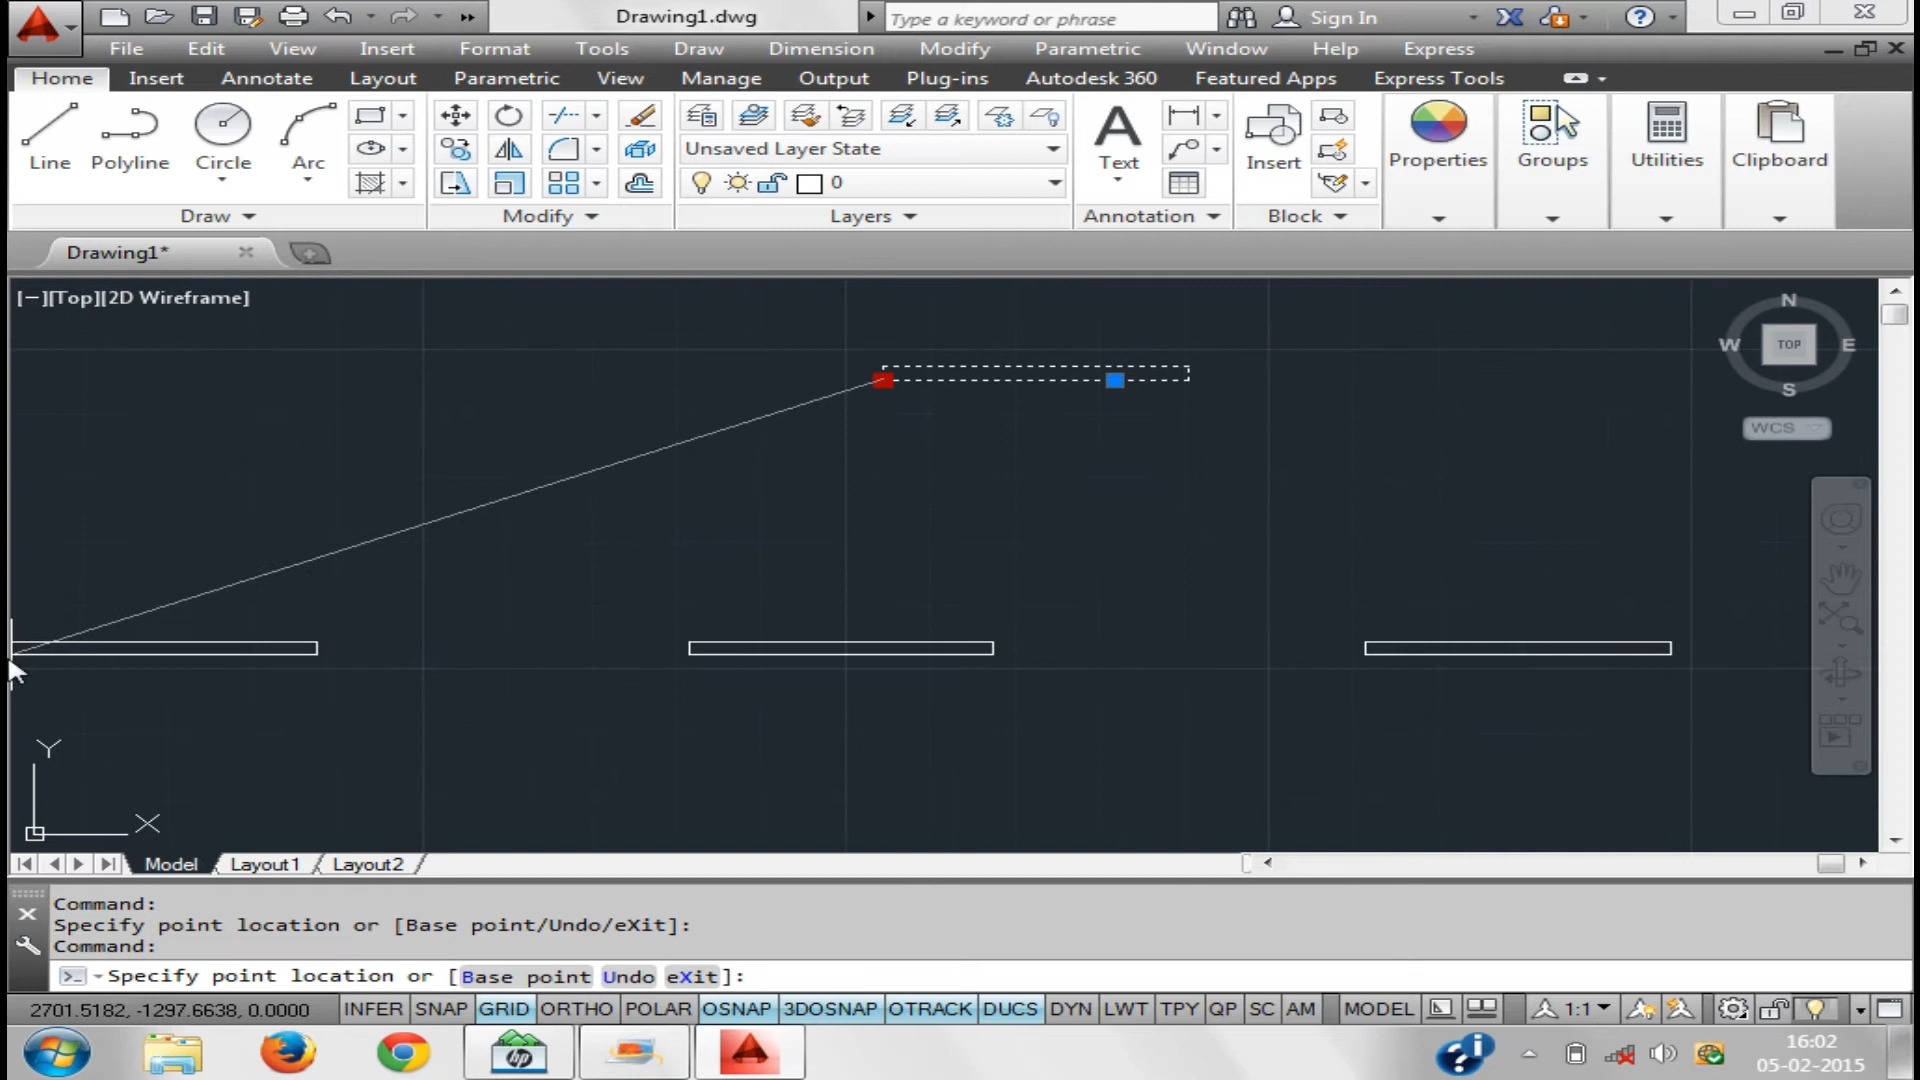 Drawing1.dwg
Type a keyword or phrase
Sign In
File Edit View Insert Format Tools Draw Dimension Modify Parametric Window Help Express
Home Insert Annotate Layout Parametric View Manage Output Plug-ins Autodesk 360 Featured Apps Express Tools
Line Polyline Circle Arc
Unsaved Layer State
0
Text
Insert
Properties Groups Utilities Clipboard
Draw Modify Layers Annotation Block
Drawing1*
[−][Top][2D Wireframe]
N
W TOP E
S
WCS
Y
X
Model Layout1 Layout2
Command:
Specify point location or [Base point/Undo/eXit]:
Command:
Specify point location or [Base point Undo eXit]:
2701.5182, -1297.6638, 0.0000 INFER SNAP GRID ORTHO POLAR OSNAP 3DOSNAP OTRACK DUCS DYN LWT TPY QP SC AM MODEL 1:1
hp
16:02
05-02-2015